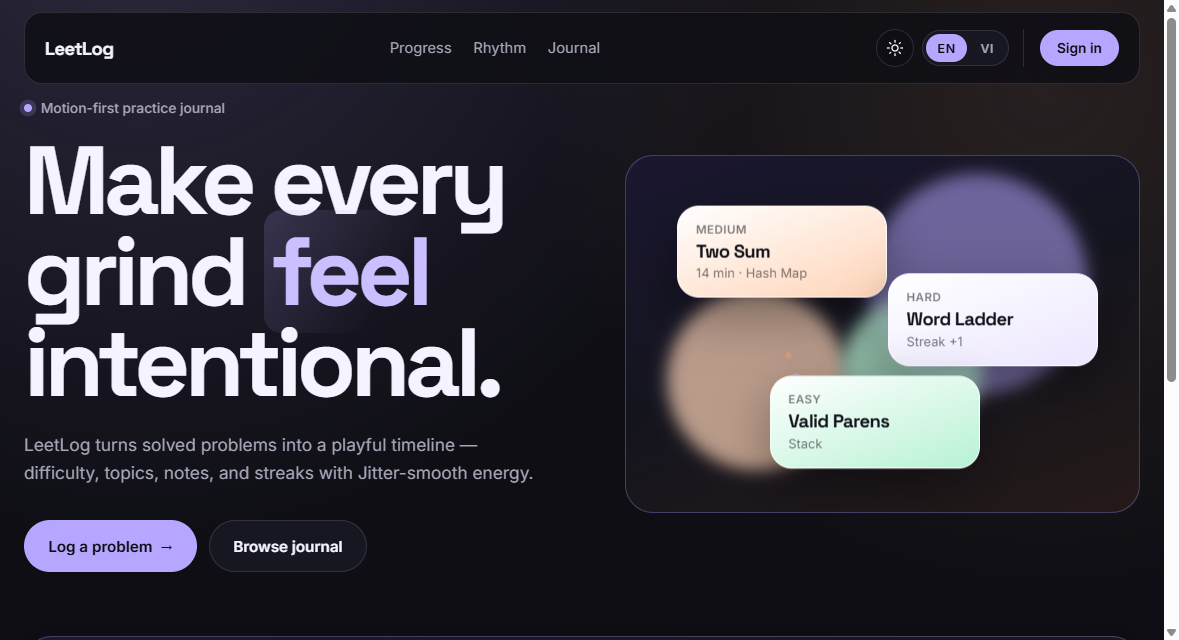 LeetLog
Progress
Rhythm
Journal
EN
VI
Sign in
Motion-first practice journal
Make every
grind feel
intentional.
LeetLog turns solved problems into a playful timeline —
difficulty, topics, notes, and streaks with Jitter-smooth energy.
Log a problem →
Browse journal
MEDIUM
Two Sum
14 min · Hash Map
HARD
Word Ladder
Streak +1
EASY
Valid Parens
Stack